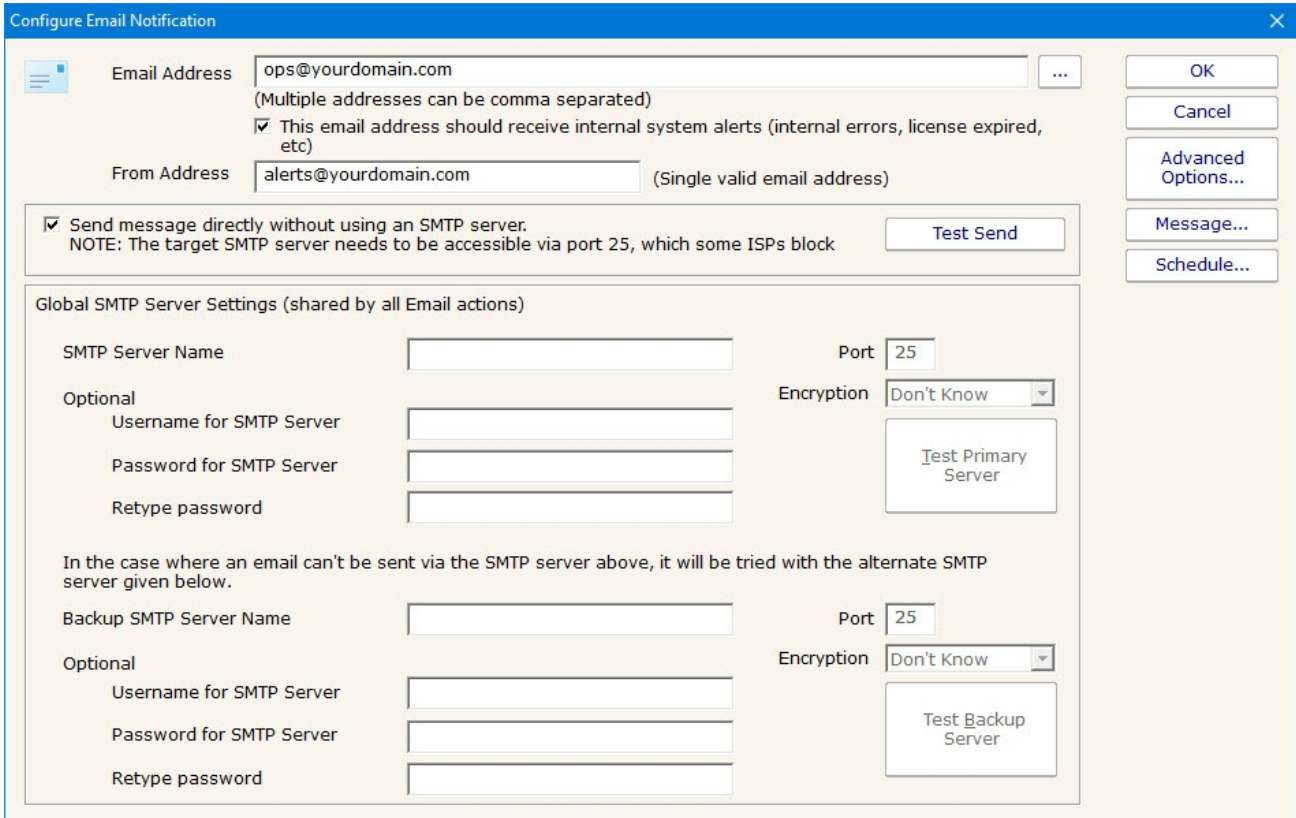 Configure Email Notification
Email Address
ops@yourdomain.com
...
OK
(Multiple addresses can be comma separated)
Cancel
This email address should receive internal system alerts (internal errors, license expired,
etc)
Advanced
Options...
From Address
alerts@yourdomain.com
(Single valid email address)
Message...
Send message directly without using an SMTP server.
NOTE: The target SMTP server needs to be accessible via port 25, which some ISPs block
Test Send
Schedule...
Global SMTP Server Settings (shared by all Email actions)
SMTP Server Name
Port
25
Optional
Encryption
Don't Know
Username for SMTP Server
Password for SMTP Server
Test Primary
Server
Retype password
In the case where an email can't be sent via the SMTP server above, it will be tried with the alternate SMTP
server given below.
Backup SMTP Server Name
Port
25
Optional
Encryption
Don't Know
Username for SMTP Server
Password for SMTP Server
Test Backup
Server
Retype password